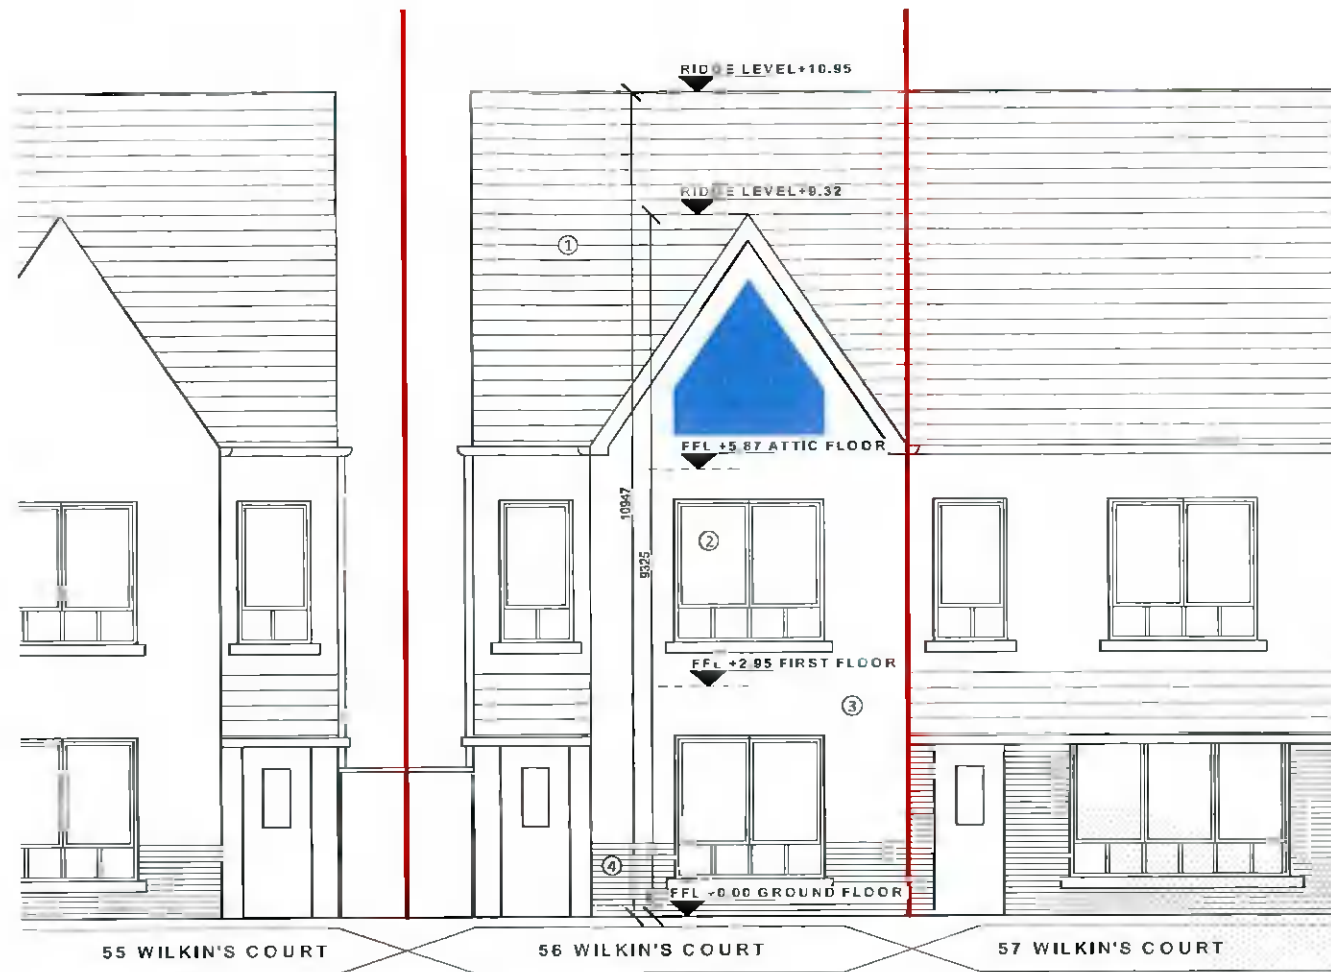 RIDGE LEVEL+10.95
RIDGE LEVEL+9.32
①
FFL +5.87 ATTIC FLOOR
10947
②
9325
FFL +2.95 FIRST FLOOR
③
④
FFL +0.00 GROUND FLOOR
55 WILKIN'S COURT
56 WILKIN'S COURT
57 WILKIN'S COURT